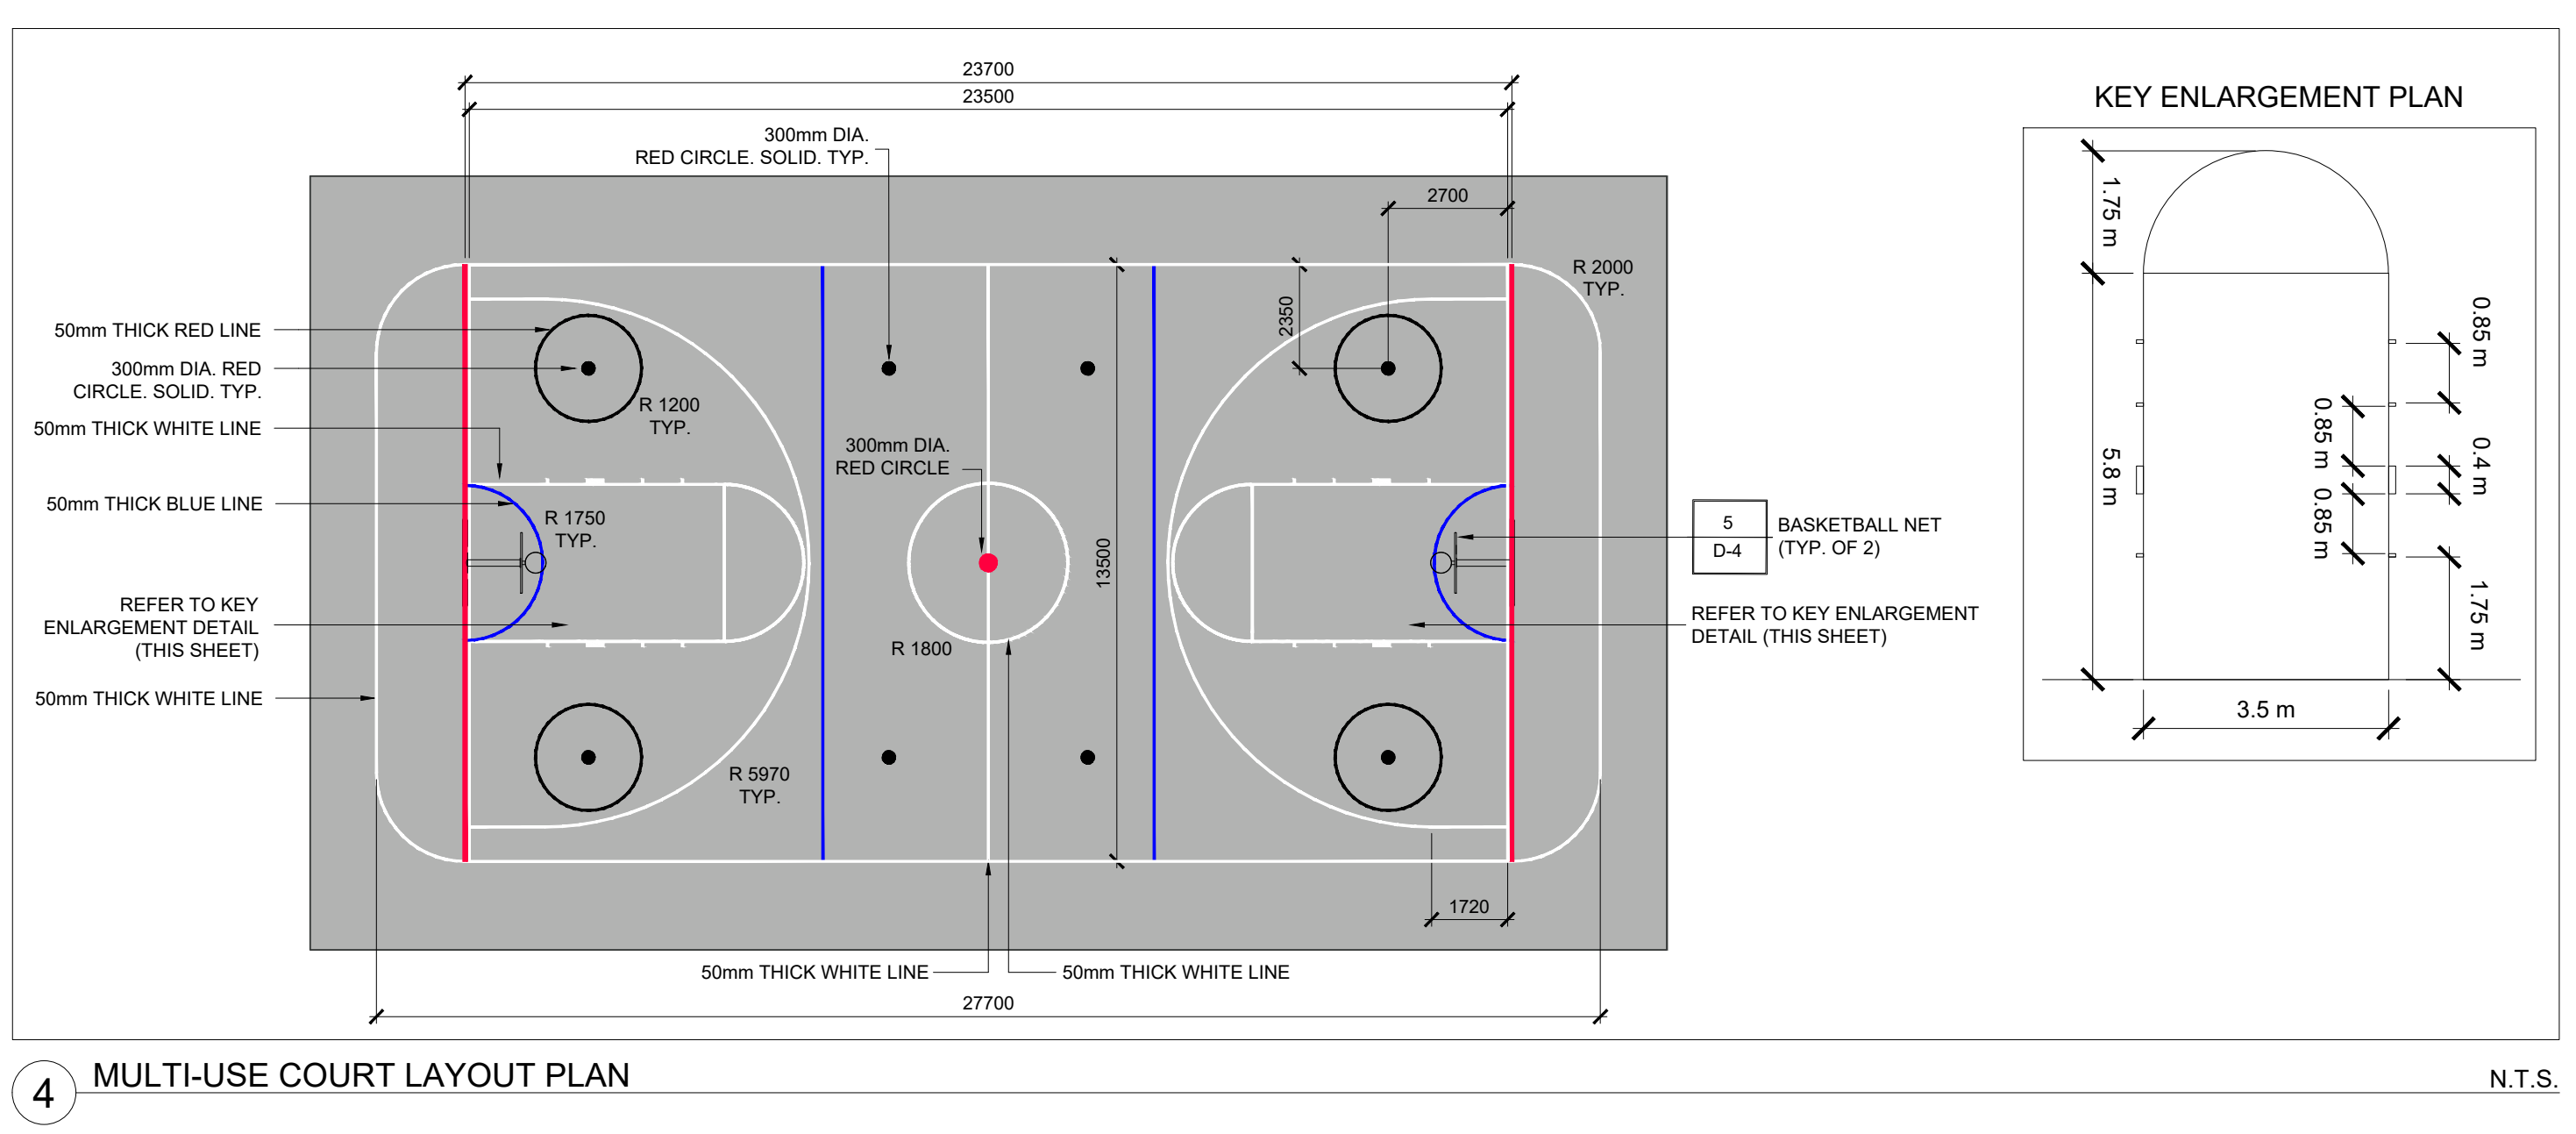 23700
23500
KEY ENLARGEMENT PLAN
300mm DIA.
RED CIRCLE. SOLID. TYP.
2700
R 2000
TYP.
2350
50mm THICK RED LINE
300mm DIA. RED
CIRCLE. SOLID. TYP.
50mm THICK WHITE LINE
R 1200
TYP.
300mm DIA.
RED CIRCLE
50mm THICK BLUE LINE
R 1750
TYP.
13500
5
D-4
BASKETBALL NET
(TYP. OF 2)
REFER TO KEY
ENLARGEMENT DETAIL
(THIS SHEET)
REFER TO KEY ENLARGEMENT
DETAIL (THIS SHEET)
R 1800
50mm THICK WHITE LINE
R 5970
TYP.
1720
50mm THICK WHITE LINE
50mm THICK WHITE LINE
27700
1.75 m
0.85 m
0.85 m
0.4 m
5.8 m
0.85 m
1.75 m
3.5 m
4
MULTI-USE COURT LAYOUT PLAN
N.T.S.